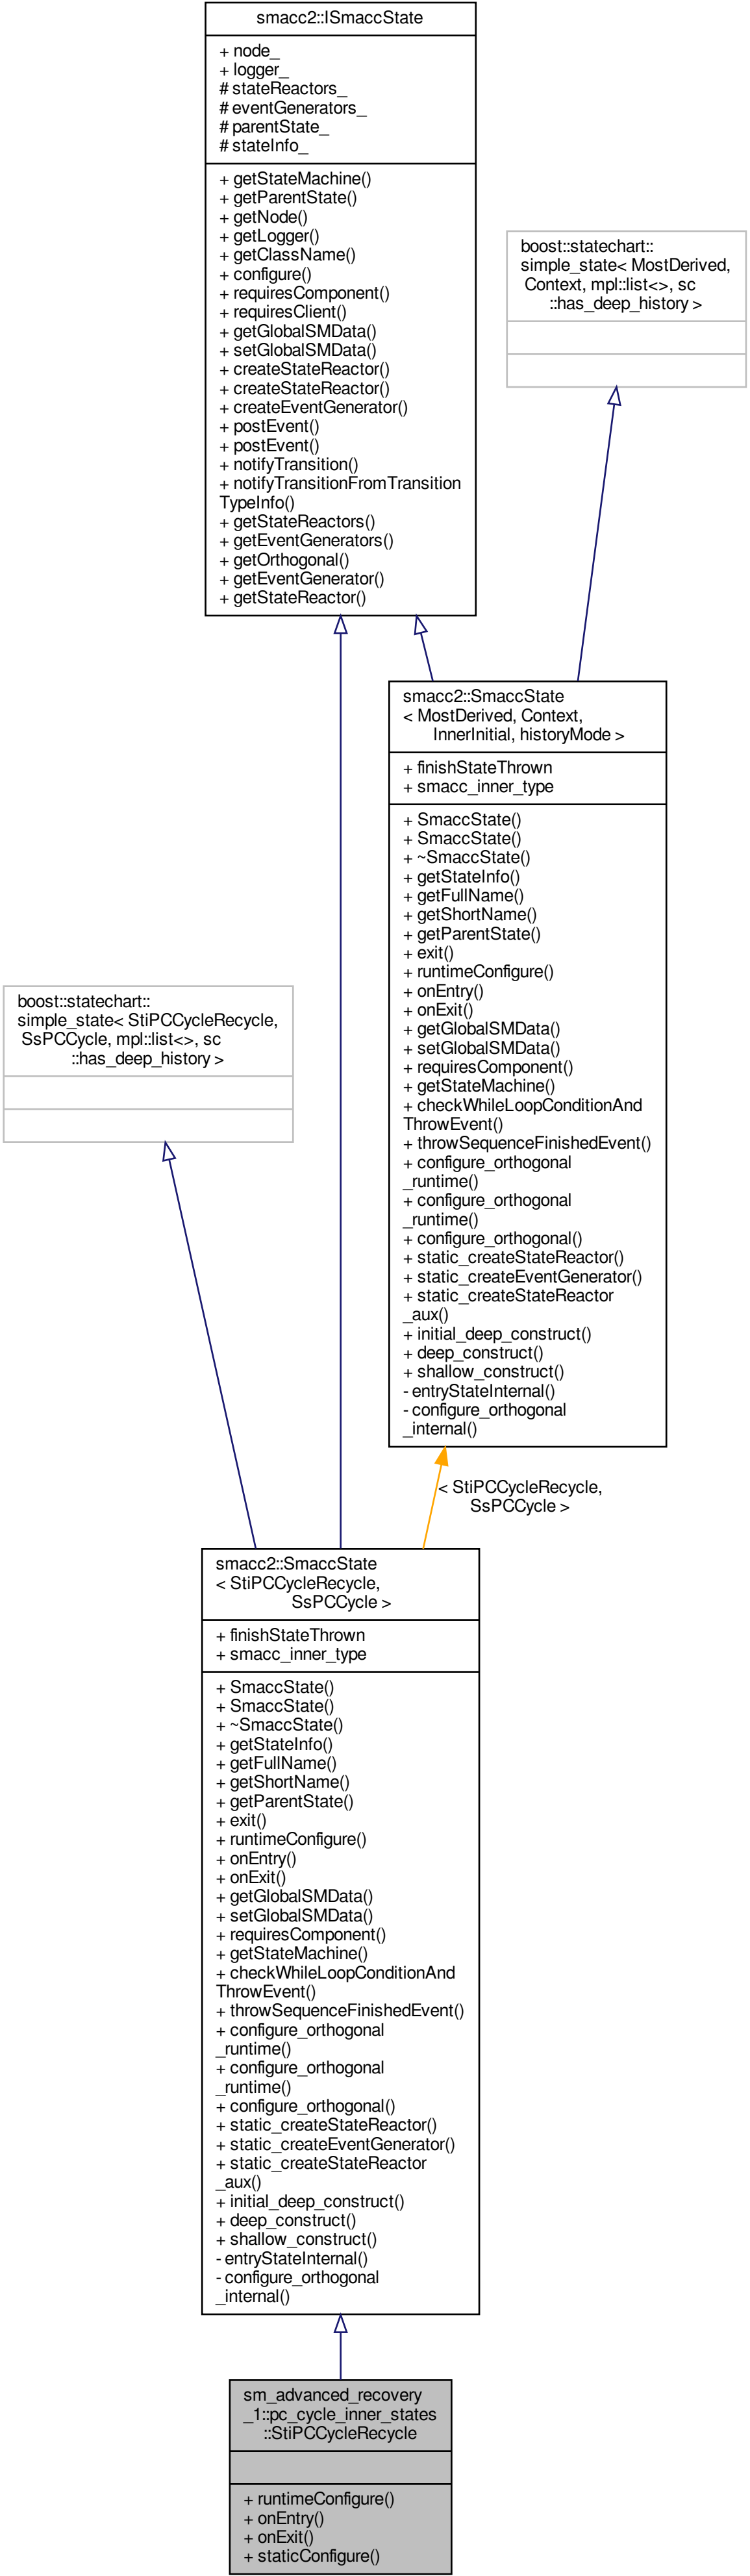 smacc2::ISmaccState
+ node_
+ logger_
# stateReactors_
# eventGenerators_
# parentState_
# stateInfo_
+ getStateMachine()
+ getParentState()
+ getNode()
+ getLogger()
+ getClassName()
+ configure()
+ requiresComponent()
+ requiresClient()
+ getGlobalSMData()
+ setGlobalSMData()
+ createStateReactor()
+ createStateReactor()
+ createEventGenerator()
+ postEvent()
+ postEvent()
+ notifyTransition()
+ notifyTransitionFromTransition
TypeInfo()
+ getStateReactors()
+ getEventGenerators()
+ getOrthogonal()
+ getEventGenerator()
+ getStateReactor()
boost::statechart::
simple_state< MostDerived,
Context, mpl::list<>, sc
::has_deep_history >
smacc2::SmaccState
< MostDerived, Context,
InnerInitial, historyMode >
+ finishStateThrown
+ smacc_inner_type
+ SmaccState()
+ SmaccState()
+ ~SmaccState()
+ getStateInfo()
+ getFullName()
+ getShortName()
+ getParentState()
+ exit()
+ runtimeConfigure()
+ onEntry()
+ onExit()
+ getGlobalSMData()
+ setGlobalSMData()
+ requiresComponent()
+ getStateMachine()
+ checkWhileLoopConditionAnd
ThrowEvent()
+ throwSequenceFinishedEvent()
+ configure_orthogonal
_runtime()
+ configure_orthogonal
_runtime()
+ configure_orthogonal()
+ static_createStateReactor()
+ static_createEventGenerator()
+ static_createStateReactor
_aux()
+ initial_deep_construct()
+ deep_construct()
+ shallow_construct()
- entryStateInternal()
- configure_orthogonal
_internal()
boost::statechart::
simple_state< StiPCCycleRecycle,
SsPCCycle, mpl::list<>, sc
::has_deep_history >
< StiPCCycleRecycle,
SsPCCycle >
smacc2::SmaccState
< StiPCCycleRecycle,
SsPCCycle >
+ finishStateThrown
+ smacc_inner_type
+ SmaccState()
+ SmaccState()
+ ~SmaccState()
+ getStateInfo()
+ getFullName()
+ getShortName()
+ getParentState()
+ exit()
+ runtimeConfigure()
+ onEntry()
+ onExit()
+ getGlobalSMData()
+ setGlobalSMData()
+ requiresComponent()
+ getStateMachine()
+ checkWhileLoopConditionAnd
ThrowEvent()
+ throwSequenceFinishedEvent()
+ configure_orthogonal
_runtime()
+ configure_orthogonal
_runtime()
+ configure_orthogonal()
+ static_createStateReactor()
+ static_createEventGenerator()
+ static_createStateReactor
_aux()
+ initial_deep_construct()
+ deep_construct()
+ shallow_construct()
- entryStateInternal()
- configure_orthogonal
_internal()
sm_advanced_recovery
_1::pc_cycle_inner_states
::StiPCCycleRecycle
+ runtimeConfigure()
+ onEntry()
+ onExit()
+ staticConfigure()